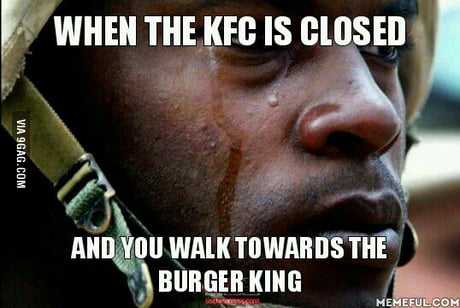 WHEN THE KFC IS CLOSED
VIA 9GAG.COM
AND YOU WALK TOWARDS THE
BURGER KING
MEMEFUL.COM